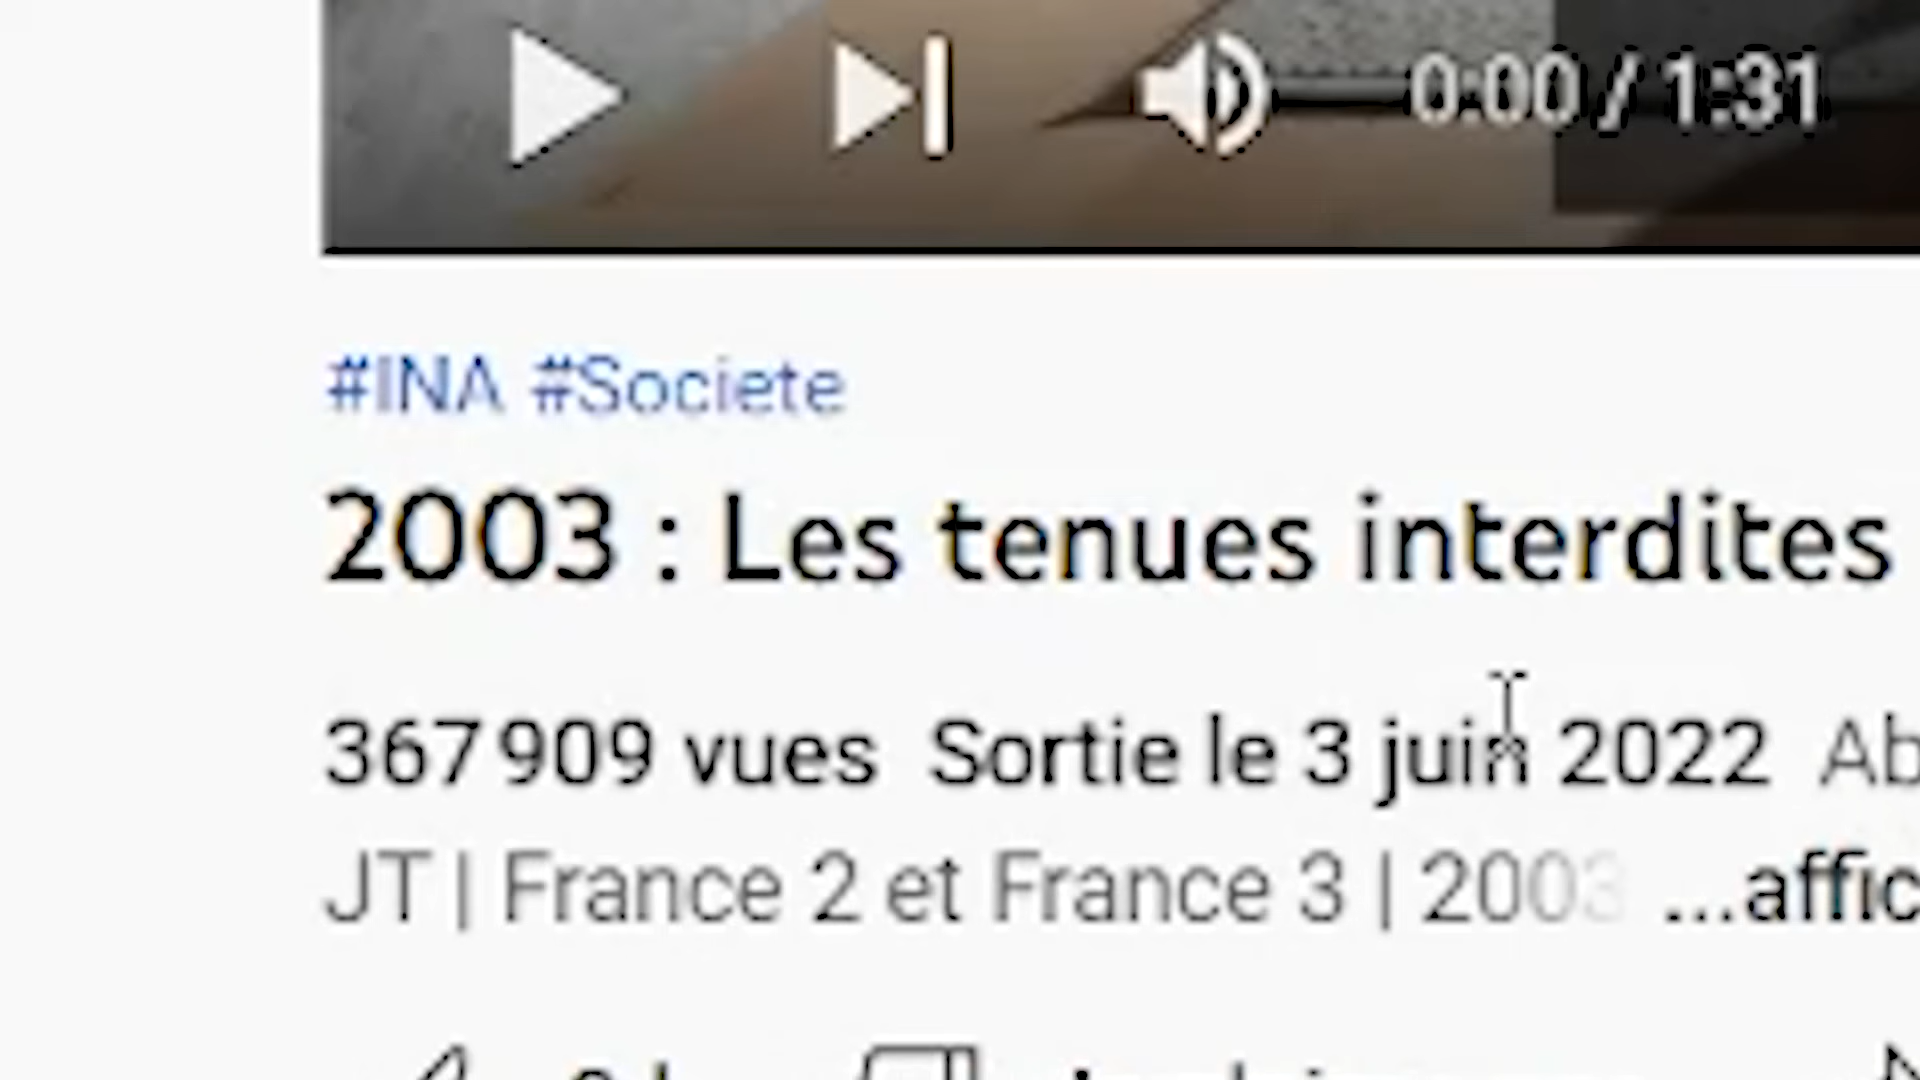 0:00 / 1:31
#INA #Societe
2003 : Les tenues interdites
367 909 vues Sortie le 3 juin 2022 Ab
JT | France 2 et France 3 | 2003 ...affic